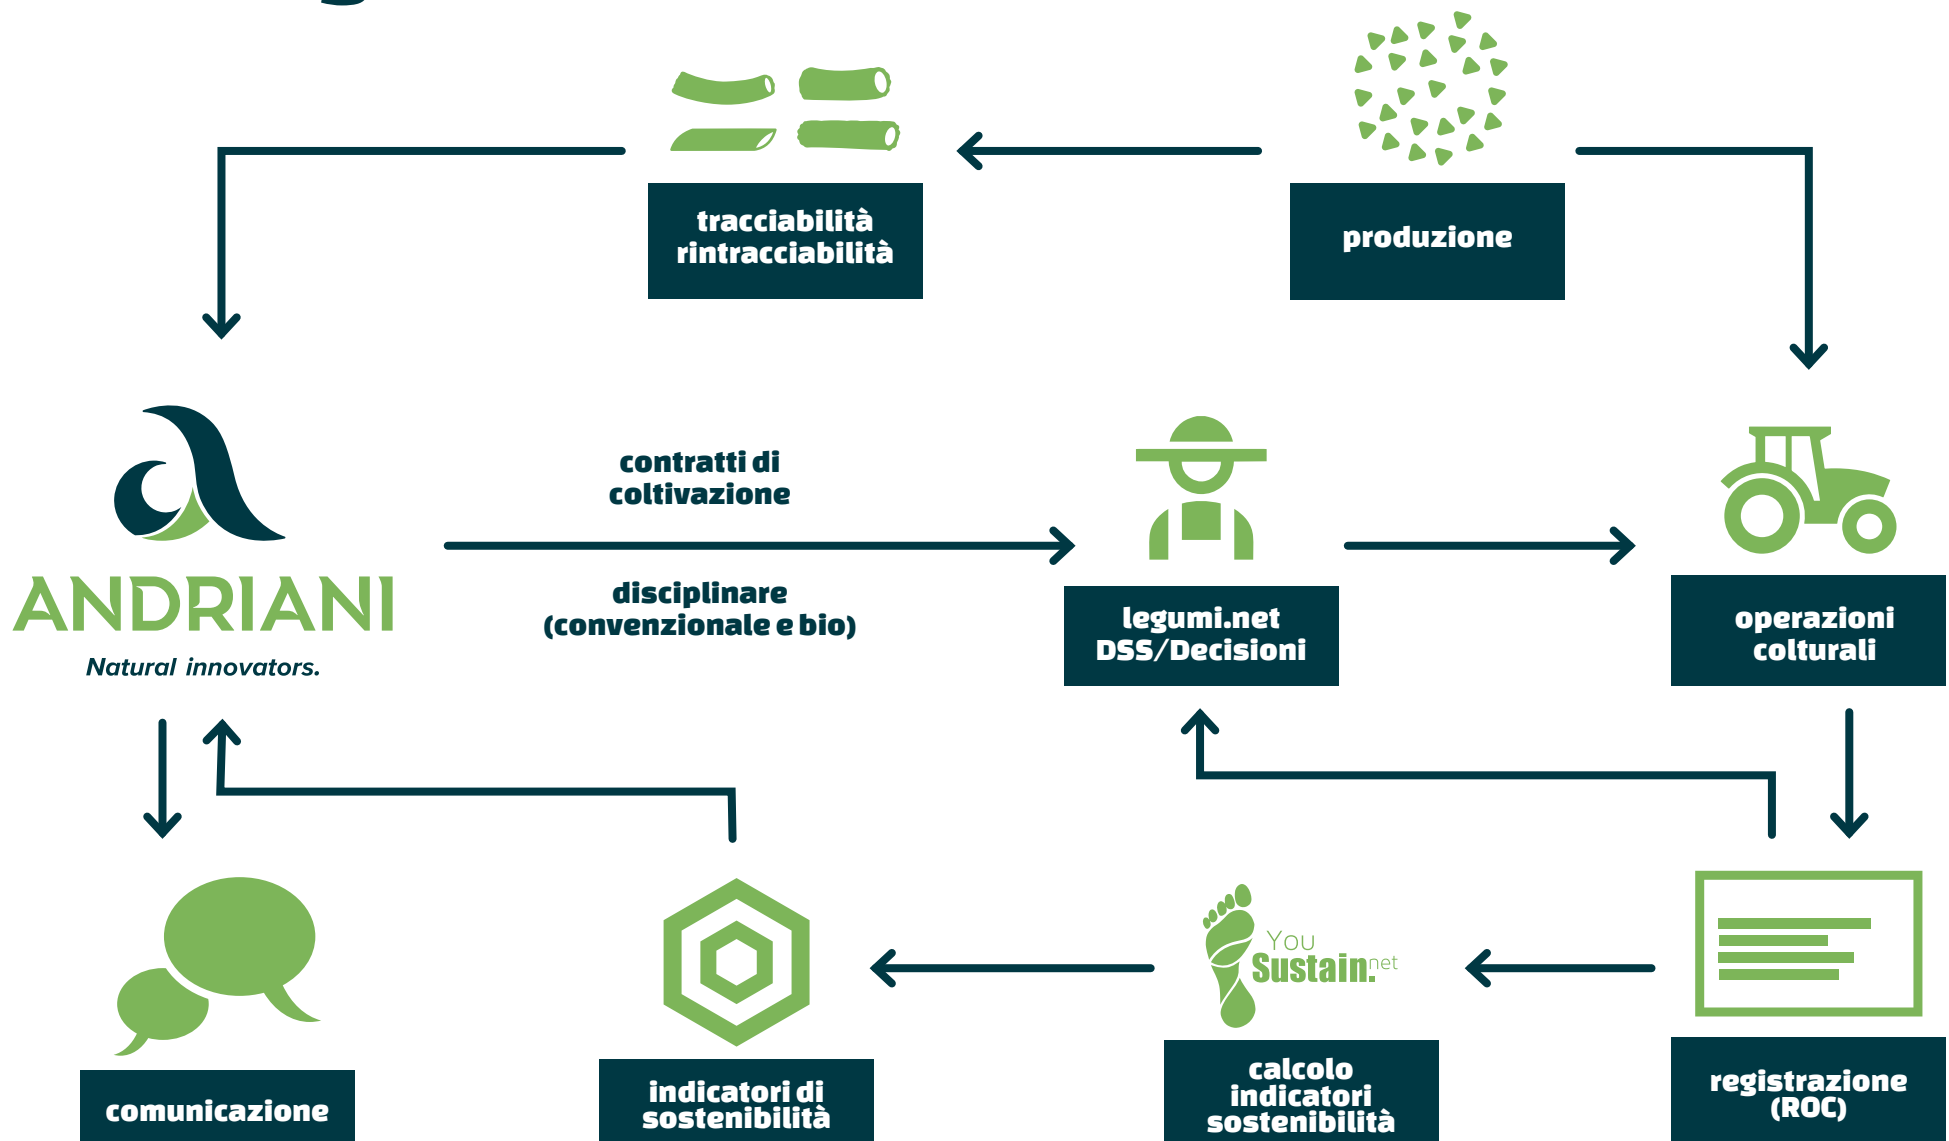 tracciabilità
rintracciabilità
produzione
contratti di
coltivazione
disciplinare
(convenzionale e bio)
ANDRIANI
Natural innovators.
legumi.net
DSS/Decisioni
operazioni
colturali
You
Sustain.net
comunicazione
indicatori di
sostenibilità
calcolo
indicatori
sostenibilità
registrazione
(ROC)